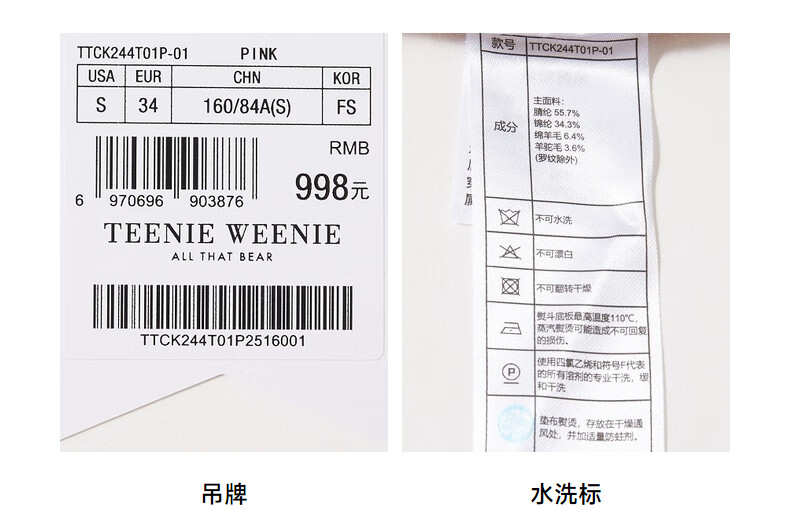 TTCK244T01P-01 PINK
USA EUR CHN KOR
S 34 160/84A(S) FS
RMB
998元
6 970696 903876
TEENIE WEENIE
ALL THAT BEAR
TTCK244T01P2516001
吊牌
款号 TTCK244T01P-01
成分
主面料:
腈纶 55.7%
锦纶 34.3%
绵羊毛 6.4%
羊驼毛 3.6%
(罗纹除外)
不可水洗
不可漂白
不可翻转干燥
熨斗底板最高温度110℃,
蒸汽熨烫可能造成不可回复
的损伤。
P
使用四氯乙烯和符号F代表
的所有溶剂的专业干洗,缓
和干洗
垫布熨烫,存放在干燥通
风处,并加适量防蛀剂。
水洗标